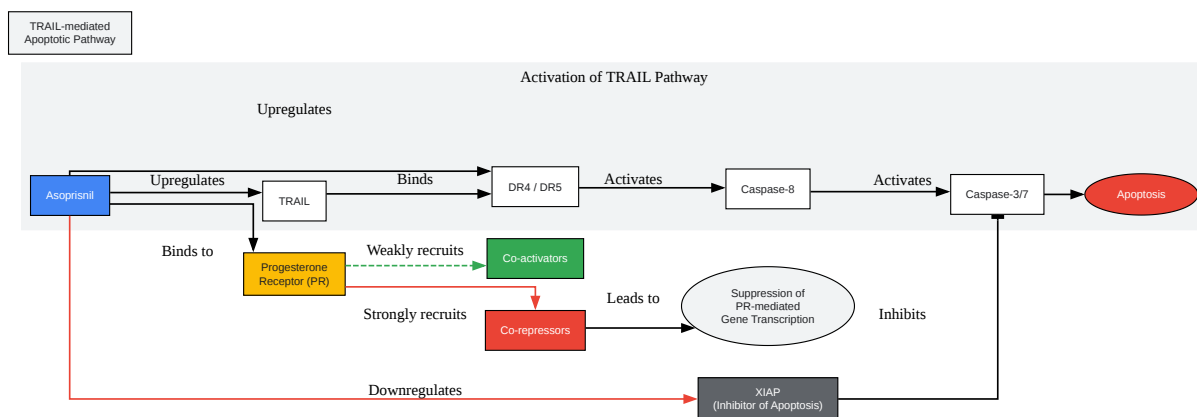 TRAIL-mediated
Apoptotic Pathway
Activation of TRAIL Pathway
Upregulates
Asoprisnil
Upregulates
TRAIL
Binds
DR4 / DR5
Activates
Caspase-8
Activates
Caspase-3/7
Apoptosis
Binds to
Progesterone
Receptor (PR)
Weakly recruits
Co-activators
Strongly recruits
Co-repressors
Leads to
Suppression of
PR-mediated
Gene Transcription
Inhibits
Downregulates
XIAP
(Inhibitor of Apoptosis)